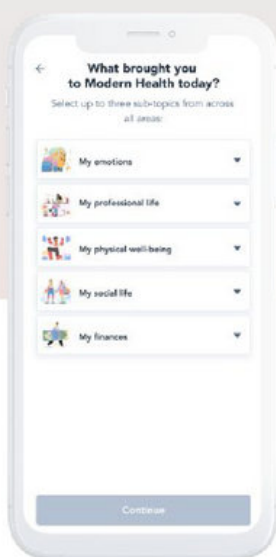 What brought you
to Modern Health today?
Select up to three sub-topics from across
all areas:
My emotions
My professional life
My physical well-being
My social life
My finances
Continue